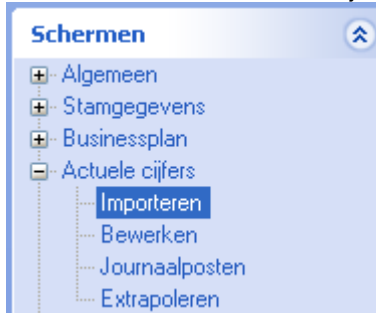 Schermen
Algemeen
Stamgegevens
Businessplan
Actuele cijfers
Importeren
Bewerken
Journaalposten
Extrapoleren